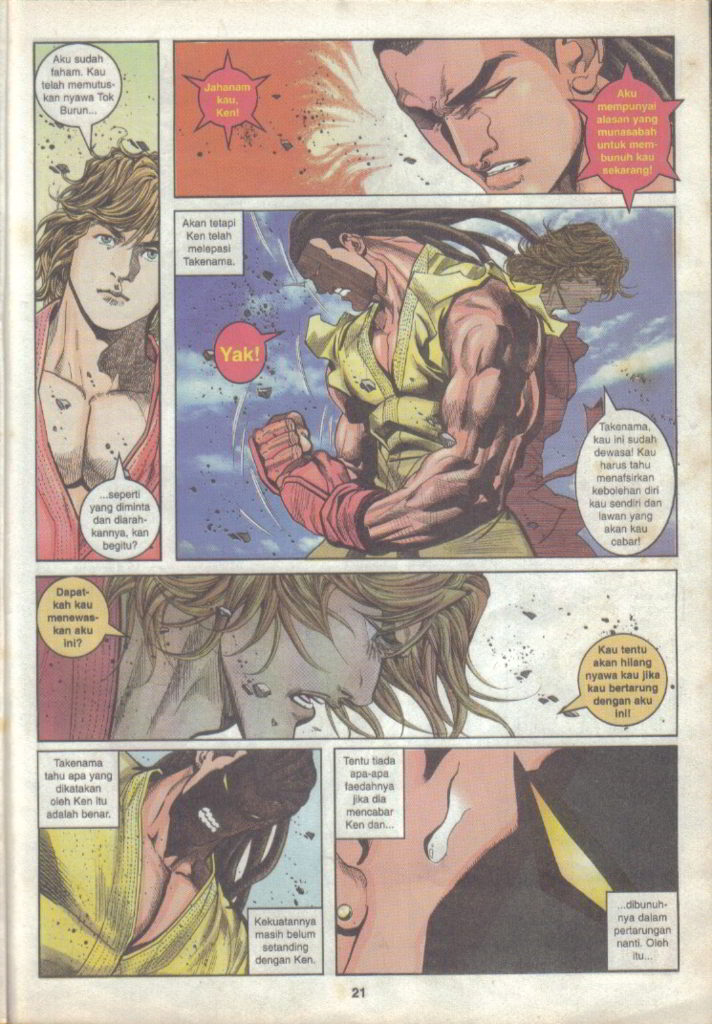 Aku sudah
faham. Kau
telah memutus-
kan nyawa Tok
Burun...
...seperti
yang diminta
dan diarah-
kannya, kan
begitu?
Jahanam
kau,
Ken!
Aku
mempunyai
alasan yang
munasabah
untuk mem-
bunuh kau
sekarang!
Akan tetapi
Ken telah
melepasi
Takenama.
Yak!
Takenama,
kau ini sudah
dewasa! Kau
harus tahu
menafsirkan
kebolehan diri
kau sendiri dan
lawan yang
akan kau
cabar!
Dapat-
kah kau
menewas-
kan aku
ini?
Kau tentu
akan hilang
nyawa kau jika
kau bertarung
dengan aku
ini!
Takenama
tahu apa yang
dikatakan
oleh Ken itu
adalah benar.
Kekuatannya
masih belum
setanding
dengan Ken.
Tentu tiada
apa-apa
faedahnya
jika dia
mencabar
Ken dan...
...dibunuh-
nya dalam
pertarungan
nanti. Oleh
itu...
21